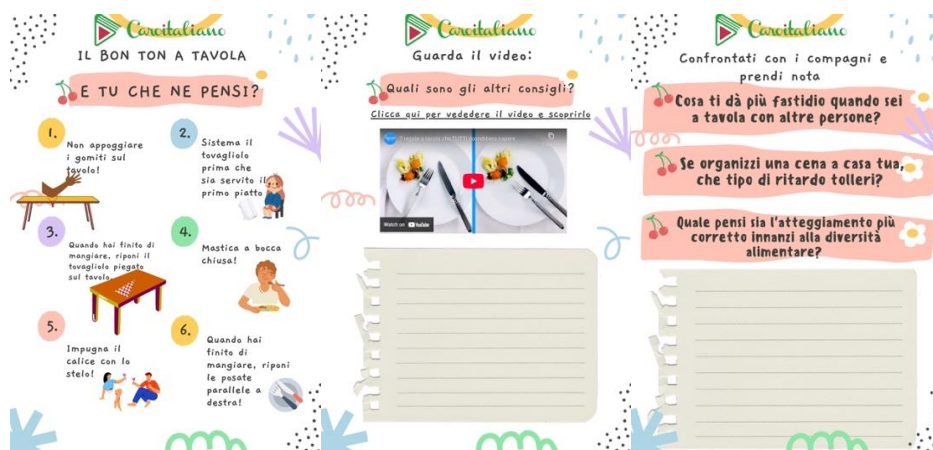 Caroitaliano
IL BON TON A TAVOLA
E TU CHE NE PENSI?
1.
Non appoggiare
i gomiti sul
tavolo!
2.
Sistema il
tovagliolo
prima che
sia servito il
primo piatto
3.
Quando hai finito di
mangiare, riponi il
tovagliolo piegato
sul tavolo
4.
Mastica a bocca
chiusa!
5.
Impugna il
calice con lo
stelo!
6.
Quando hai
finito di
mangiare, riponi
le posate
parallele a
destra!
Caroitaliano
Guarda il video:
Quali sono gli altri consigli?
Clicca qui per vedere il video e scoprirlo
Watch on YouTube
Caroitaliano
Confrontati con i compagni e
prendi nota
Cosa ti dà più fastidio quando sei
a tavola con altre persone?
Se organizzi una cena a casa tua,
che tipo di ritardo tolleri?
Quale pensi sia l'atteggiamento più
corretto innanzi alla diversità
alimentare?